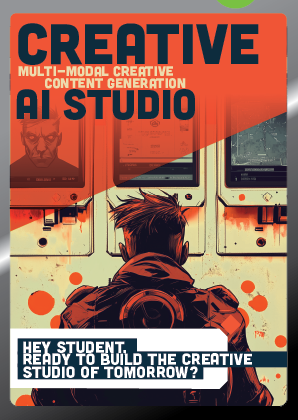 CREATIVE
MULTI-MODAL CREATIVE
CONTENT GENERATION
AI STUDIO
HEY STUDENT,
READY TO BUILD THE CREATIVE
STUDIO OF TOMORROW?